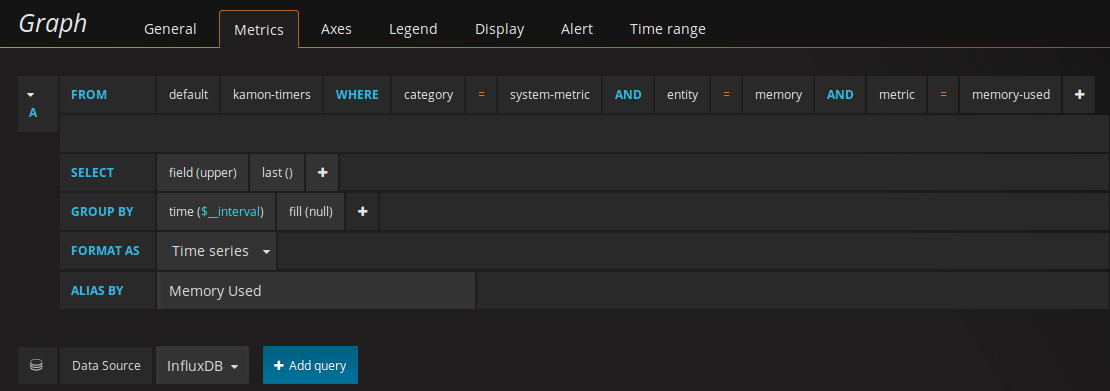 Graph General Metrics Axes Legend Display Alert Time range
FROM default kamon-timers WHERE category = system-metric AND entity = memory AND metric = memory-used +
A
SELECT field (upper) last () +
GROUP BY time ($__interval) fill (null) +
FORMAT AS Time series
ALIAS BY Memory Used
Data Source InfluxDB + Add query